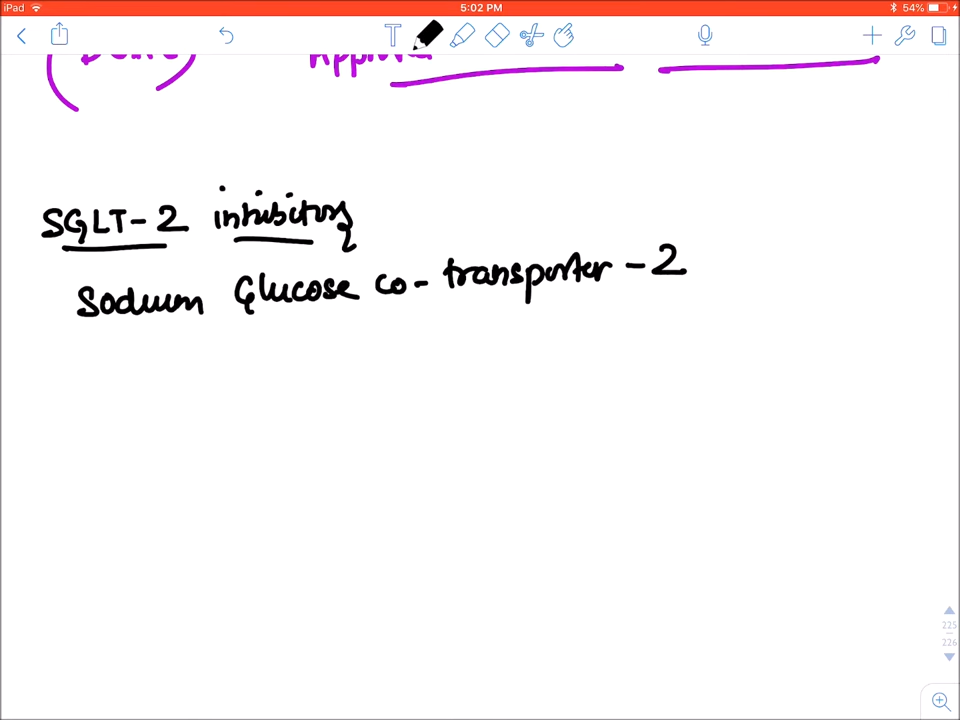 iPad 5:02 PM 54%
T
SGLT-2 inhibitors
Sodium Glucose co-transporter-2
225
226